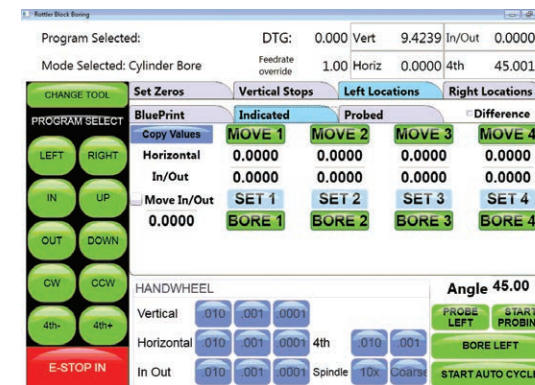 Rottler Block Boring
Program Selected: DTG: 0.000 Vert 9.4239 In/Out 0.0000
Mode Selected: Cylinder Bore Feedrate override 1.00 Horiz 0.0000 4th 45.001
CHANGE TOOL Set Zeros Vertical Stops Left Locations Right Locations
PROGRAM SELECT BluePrint Indicated Probed Difference
Copy Values MOVE 1 MOVE 2 MOVE 3 MOVE 4
LEFT RIGHT Horizontal 0.0000 0.0000 0.0000 0.0000
In/Out 0.0000 0.0000 0.0000 0.0000
IN UP Move In/Out SET 1 SET 2 SET 3 SET 4
0.0000 BORE 1 BORE 2 BORE 3 BORE 4
OUT DOWN
CW CCW HANDWHEEL Angle 45.00
Vertical .010 .001 .0001 PROBE LEFT START PROBIN
4th- 4th+ Horizontal .010 .001 .0001 4th .010 .001 BORE LEFT
E-STOP IN In Out .010 .001 .0001 Spindle 10x Coarse START AUTO CYCLE